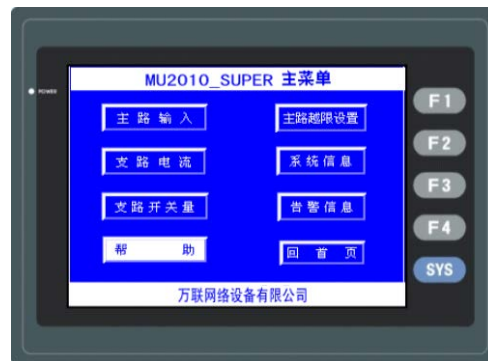 MU2010_SUPER 主菜单
POWER
主路输入 主路越限设置
支路电流 系统信息
支路开关量 告警信息
帮助 回首页
万联网络设备有限公司
F1
F2
F3
F4
SYS